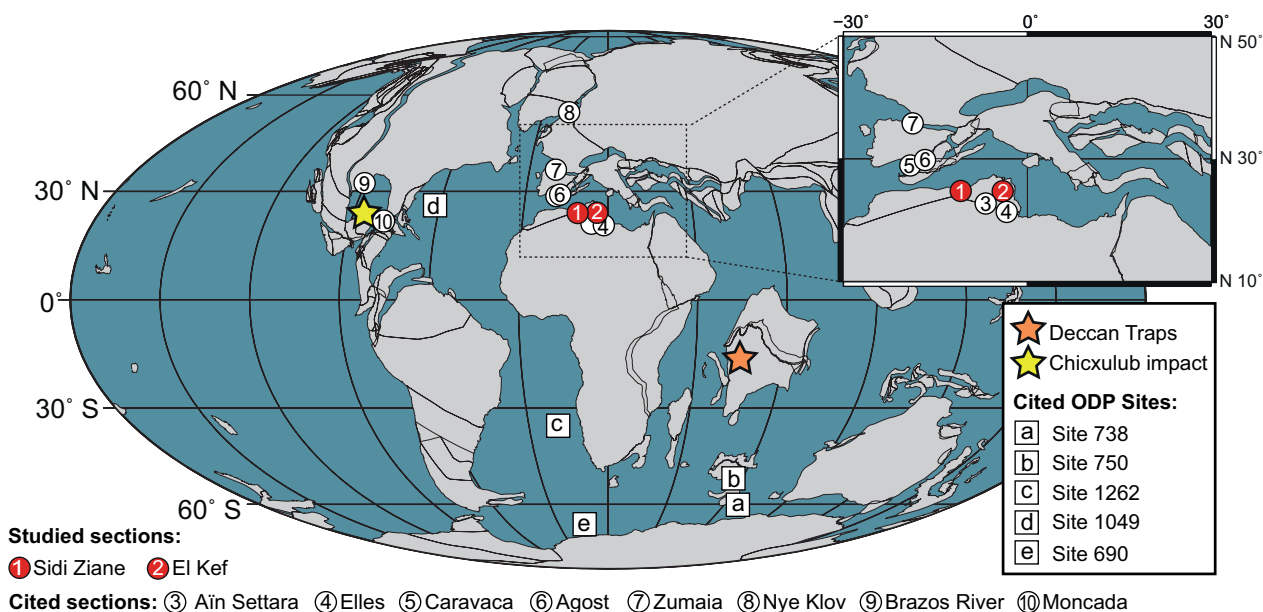 −30˚ 0˚ 30˚
N 50˚
N 30˚
N 10˚
7
5 6
1 2
3
4
60˚ N
30˚ N
0˚
30˚ S
60˚ S
8
7
6
1 2
4
9
10
d
c
b
a
e
Deccan Traps
Chicxulub impact
Cited ODP Sites:
a Site 738
b Site 750
c Site 1262
d Site 1049
e Site 690
Studied sections:
1 Sidi Ziane 2 El Kef
Cited sections: 3 Aïn Settara 4 Elles 5 Caravaca 6 Agost 7 Zumaia 8 Nye Klov 9 Brazos River 10 Moncada